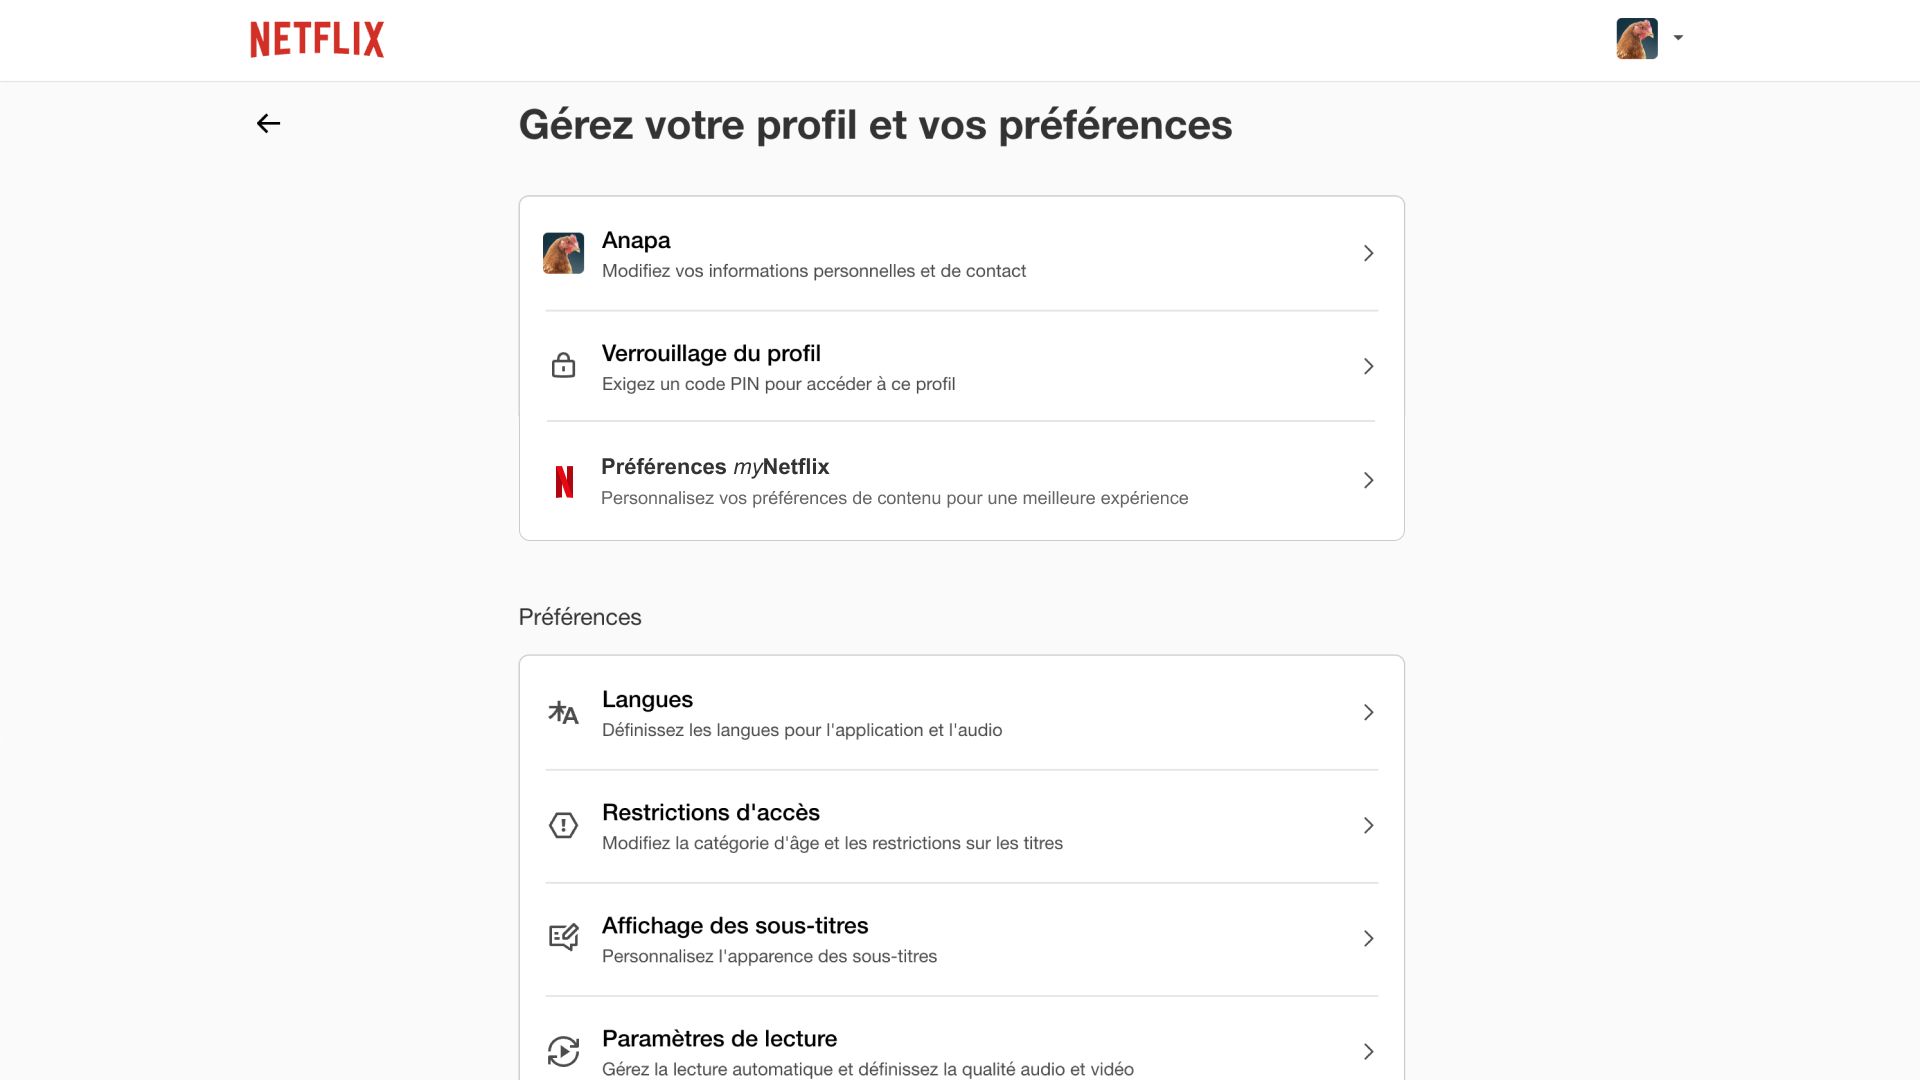 NETFLIX
Gérez votre profil et vos préférences
Anapa
Modifiez vos informations personnelles et de contact
Verrouillage du profil
Exigez un code PIN pour accéder à ce profil
Préférences myNetflix
Personnalisez vos préférences de contenu pour une meilleure expérience
Préférences
Langues
Définissez les langues pour l'application et l'audio
Restrictions d'accès
Modifiez la catégorie d'âge et les restrictions sur les titres
Affichage des sous-titres
Personnalisez l'apparence des sous-titres
Paramètres de lecture
Gérez la lecture automatique et définissez la qualité audio et vidéo